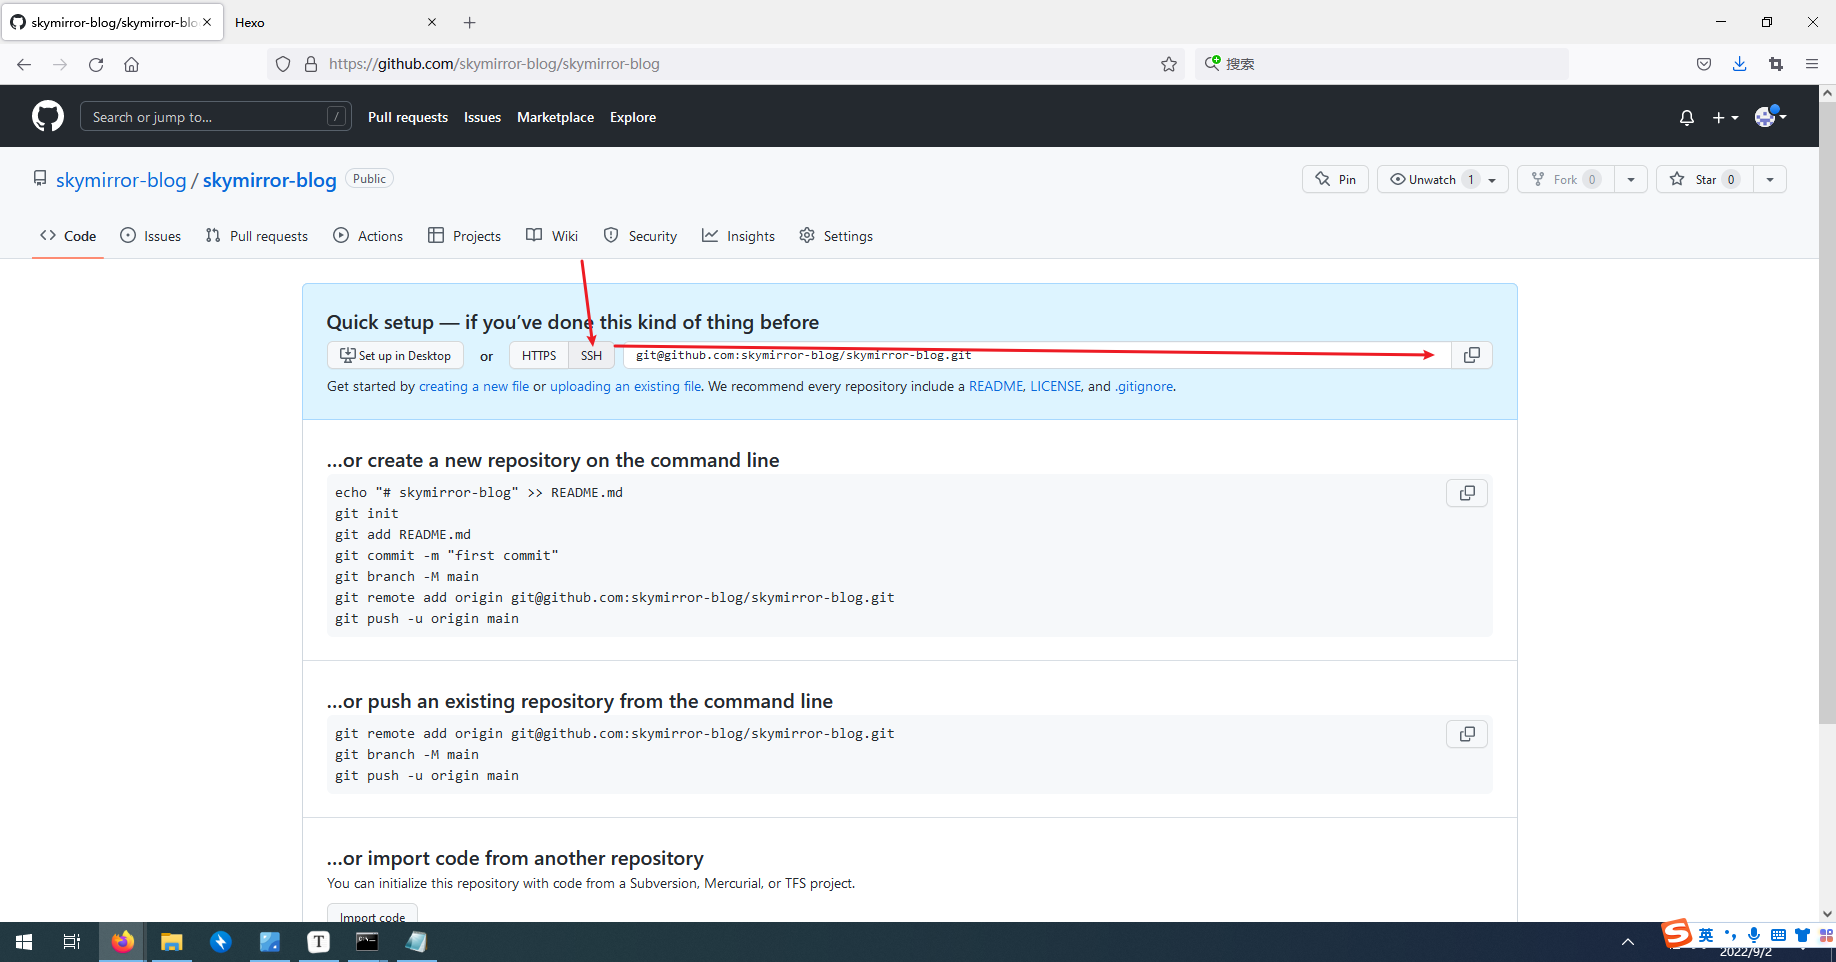 skymirror-blog/skymirror-blo
Hexo
https://github.com/skymirror-blog/skymirror-blog
搜索
Search or jump to...
/
Pull requests
Issues
Marketplace
Explore
skymirror-blog / skymirror-blog
Public
Pin
Unwatch 1
Fork 0
Star 0
Code
Issues
Pull requests
Actions
Projects
Wiki
Security
Insights
Settings
Quick setup — if you’ve done this kind of thing before
Set up in Desktop
or
HTTPS
SSH
git@github.com:skymirror-blog/skymirror-blog.git
Get started by creating a new file or uploading an existing file. We recommend every repository include a README, LICENSE, and .gitignore.
…or create a new repository on the command line
echo "# skymirror-blog" >> README.md
git init
git add README.md
git commit -m "first commit"
git branch -M main
git remote add origin git@github.com:skymirror-blog/skymirror-blog.git
git push -u origin main
…or push an existing repository from the command line
git remote add origin git@github.com:skymirror-blog/skymirror-blog.git
git branch -M main
git push -u origin main
…or import code from another repository
You can initialize this repository with code from a Subversion, Mercurial, or TFS project.
Import code
T
S
英
2022/9/2